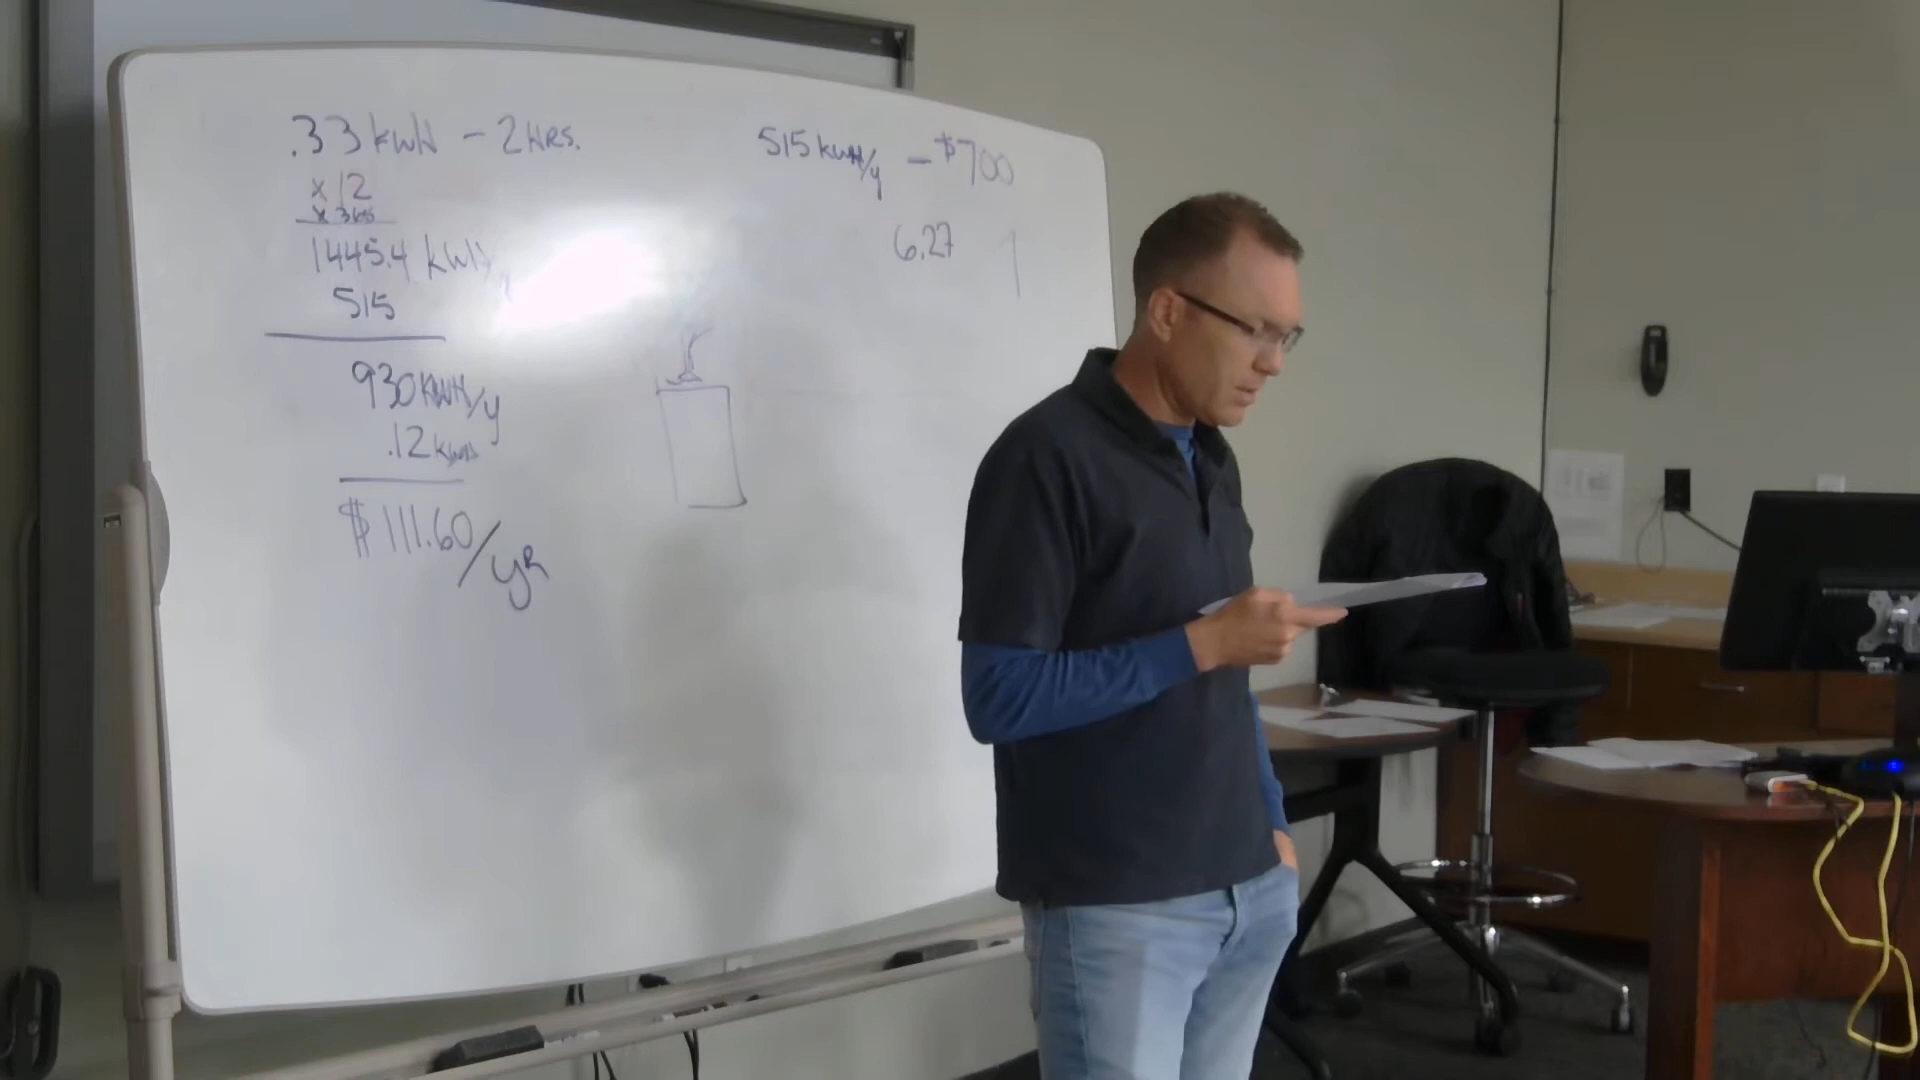 .33 kWH - 2 HRS.
x 12
x 365
1445.4 kWH
515
930 KWH/y
.12 kWH
$111.60/yR
515 kWH/y - $700
6.27